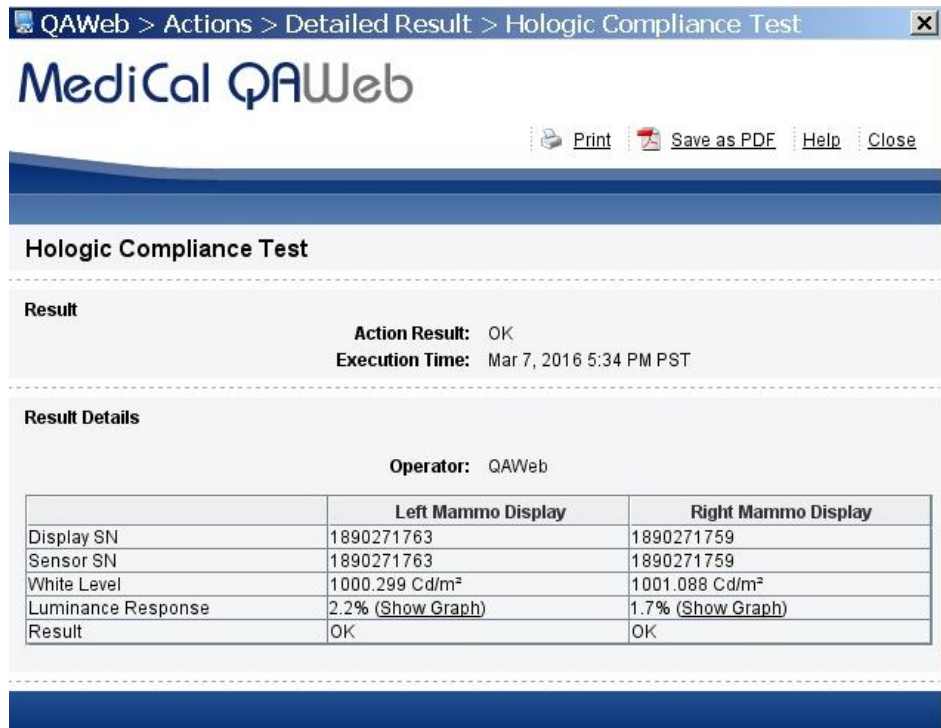 QAWeb > Actions > Detailed Result > Hologic Compliance Test
MediCal QAWeb
Print Save as PDF Help Close
Hologic Compliance Test
Result
Action Result: OK
Execution Time: Mar 7, 2016 5:34 PM PST
Result Details
Operator: QAWeb
Left Mammo Display Right Mammo Display
Display SN 1890271763 1890271759
Sensor SN 1890271763 1890271759
White Level 1000.299 Cd/m² 1001.088 Cd/m²
Luminance Response 2.2% (Show Graph) 1.7% (Show Graph)
Result OK OK